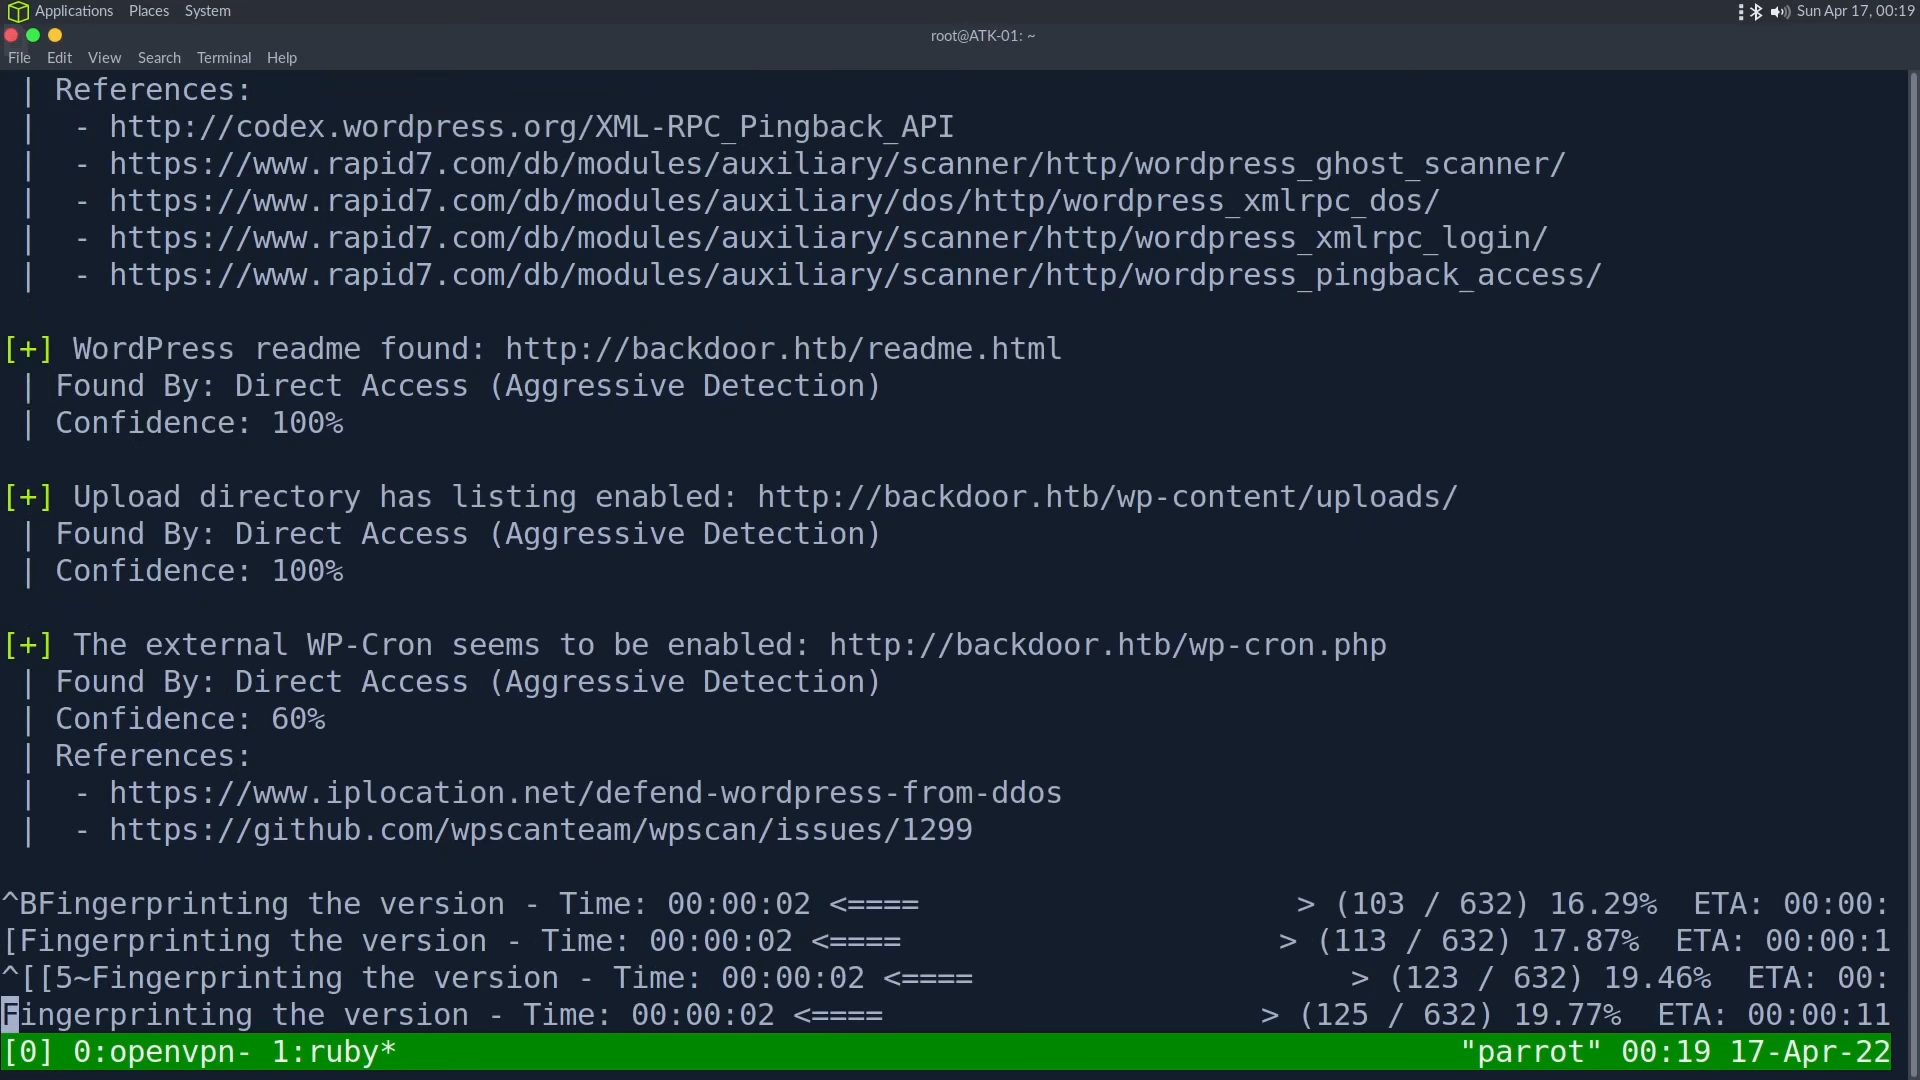 Applications Places System Sun Apr 17, 00:19
root@ATK-01: ~
File Edit View Search Terminal Help
| References:
|  - http://codex.wordpress.org/XML-RPC_Pingback_API
|  - https://www.rapid7.com/db/modules/auxiliary/scanner/http/wordpress_ghost_scanner/
|  - https://www.rapid7.com/db/modules/auxiliary/dos/http/wordpress_xmlrpc_dos/
|  - https://www.rapid7.com/db/modules/auxiliary/scanner/http/wordpress_xmlrpc_login/
|  - https://www.rapid7.com/db/modules/auxiliary/scanner/http/wordpress_pingback_access/
[+] WordPress readme found: http://backdoor.htb/readme.html
| Found By: Direct Access (Aggressive Detection)
| Confidence: 100%
[+] Upload directory has listing enabled: http://backdoor.htb/wp-content/uploads/
| Found By: Direct Access (Aggressive Detection)
| Confidence: 100%
[+] The external WP-Cron seems to be enabled: http://backdoor.htb/wp-cron.php
| Found By: Direct Access (Aggressive Detection)
| Confidence: 60%
| References:
|  - https://www.iplocation.net/defend-wordpress-from-ddos
|  - https://github.com/wpscanteam/wpscan/issues/1299
^BFingerprinting the version - Time: 00:00:02 <==== > (103 / 632) 16.29%  ETA: 00:00:
[Fingerprinting the version - Time: 00:00:02 <==== > (113 / 632) 17.87%  ETA: 00:00:1
^[[5~Fingerprinting the version - Time: 00:00:02 <==== > (123 / 632) 19.46%  ETA: 00:
Fingerprinting the version - Time: 00:00:02 <==== > (125 / 632) 19.77%  ETA: 00:00:11
[0] 0:openvpn- 1:ruby* "parrot" 00:19 17-Apr-22